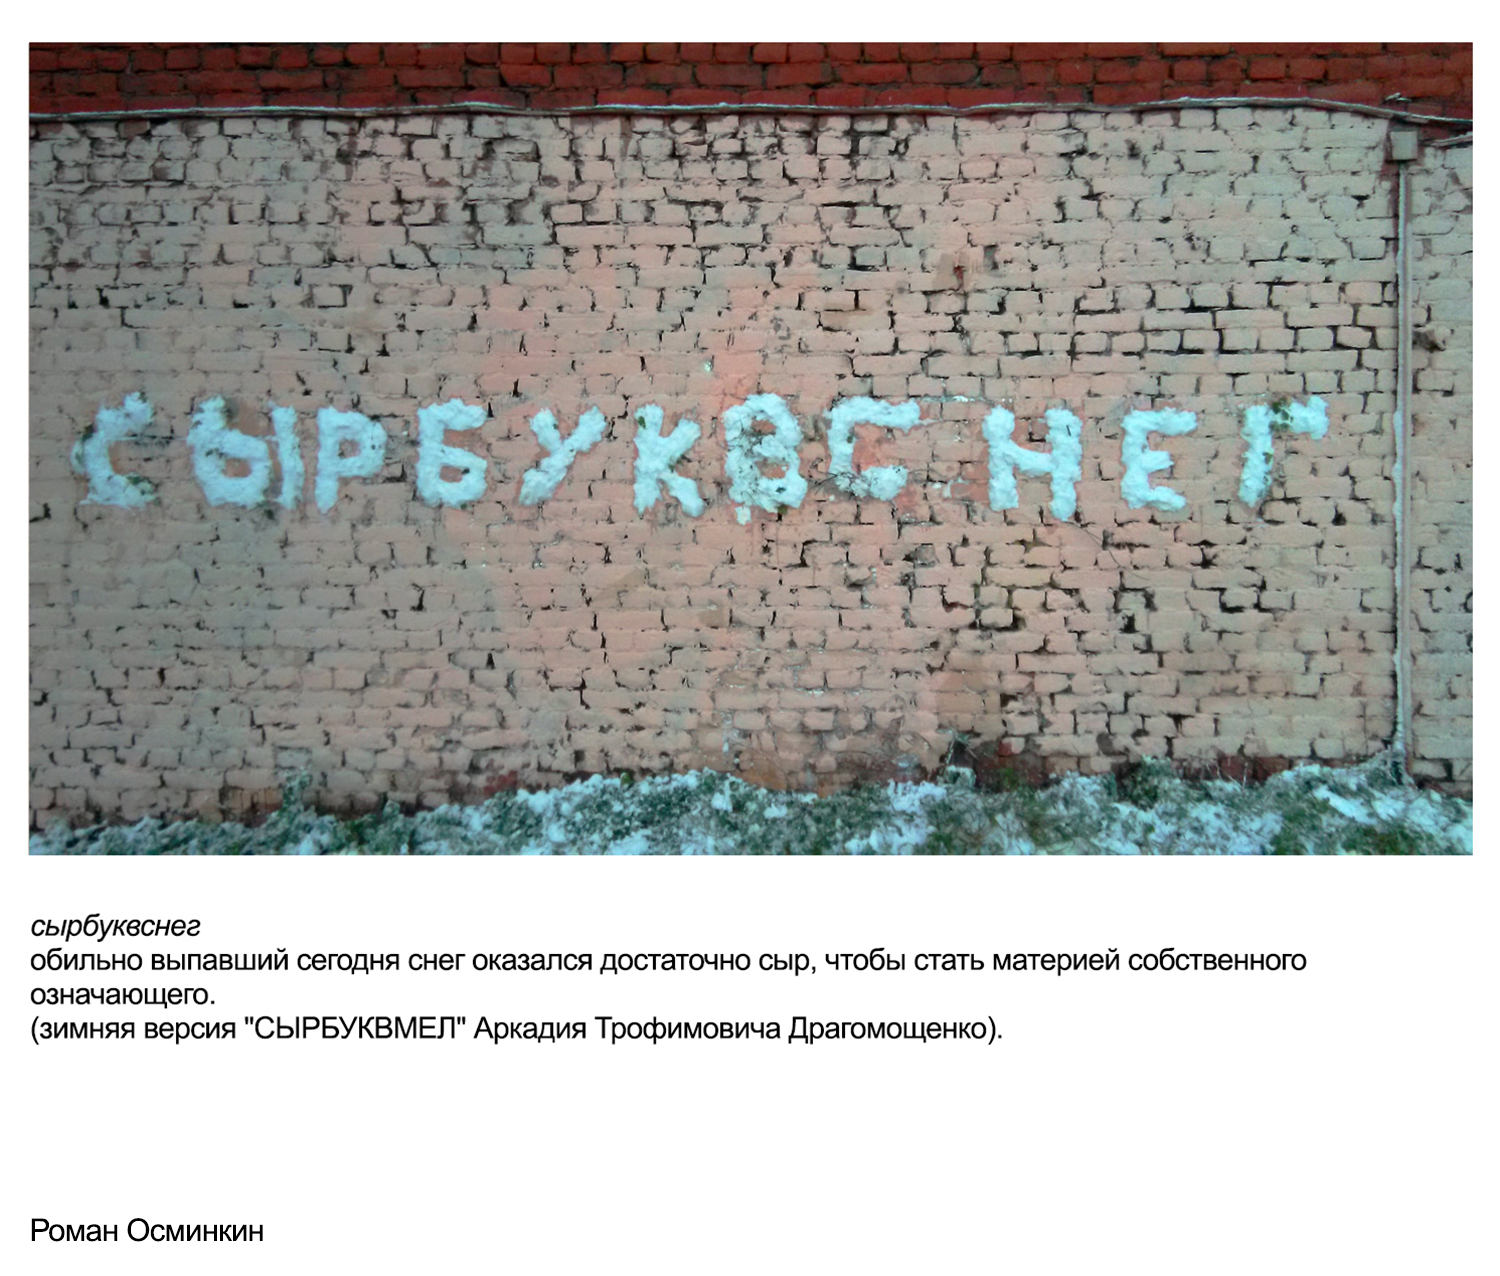 СЫРБУКВСНЕГ
сырбуквснег
обильно выпавший сегодня снег оказался достаточно сыр, чтобы стать материей собственного
означающего.
(зимняя версия "СЫРБУКВМЕЛ" Аркадия Трофимовича Драгомощенко).
Роман Осминкин